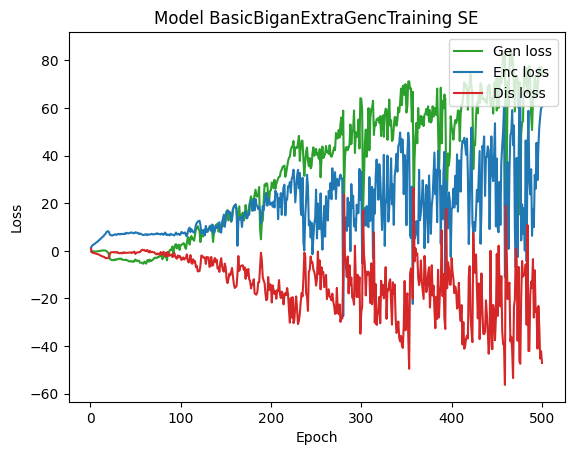 Model BasicBiganExtraGencTraining SE
Gen loss
Enc loss
Dis loss
80
60
40
20
0
−20
−40
−60
Loss
0
100
200
300
400
500
Epoch